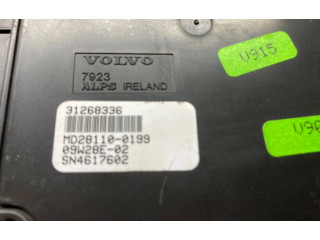 VOLVO
7923
ALPS IRELAND
V915
31268336
MD28110-0199
09W28E-02
SN4617602